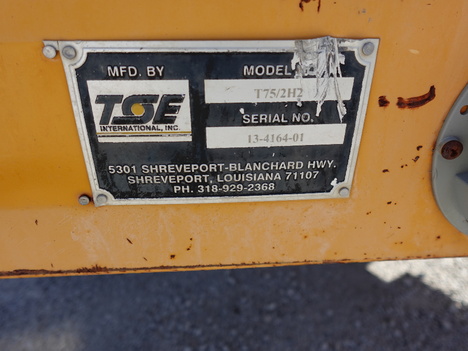 MFD. BY
TSE
INTERNATIONAL, INC.
MODEL NO.
T75/2H2
SERIAL NO.
13-4164-01
5301 SHREVEPORT-BLANCHARD HWY.
SHREVEPORT, LOUISIANA 71107
PH. 318-929-2368